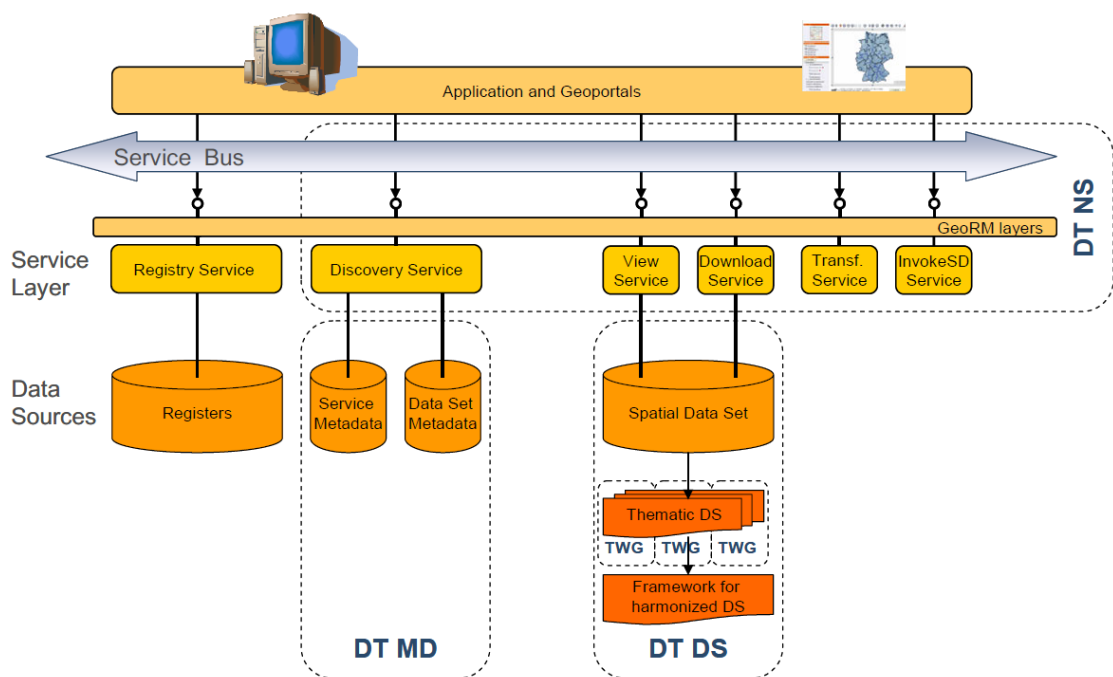 Application and Geoportals
Service Bus
DT NS
GeoRM layers
Service
Layer
Registry Service
Discovery Service
View
Service
Download
Service
Transf.
Service
InvokeSD
Service
Data
Sources
Registers
Service
Metadata
Data Set
Metadata
Spatial Data Set
Thematic DS
TWG
TWG
TWG
Framework for
harmonized DS
DT MD
DT DS